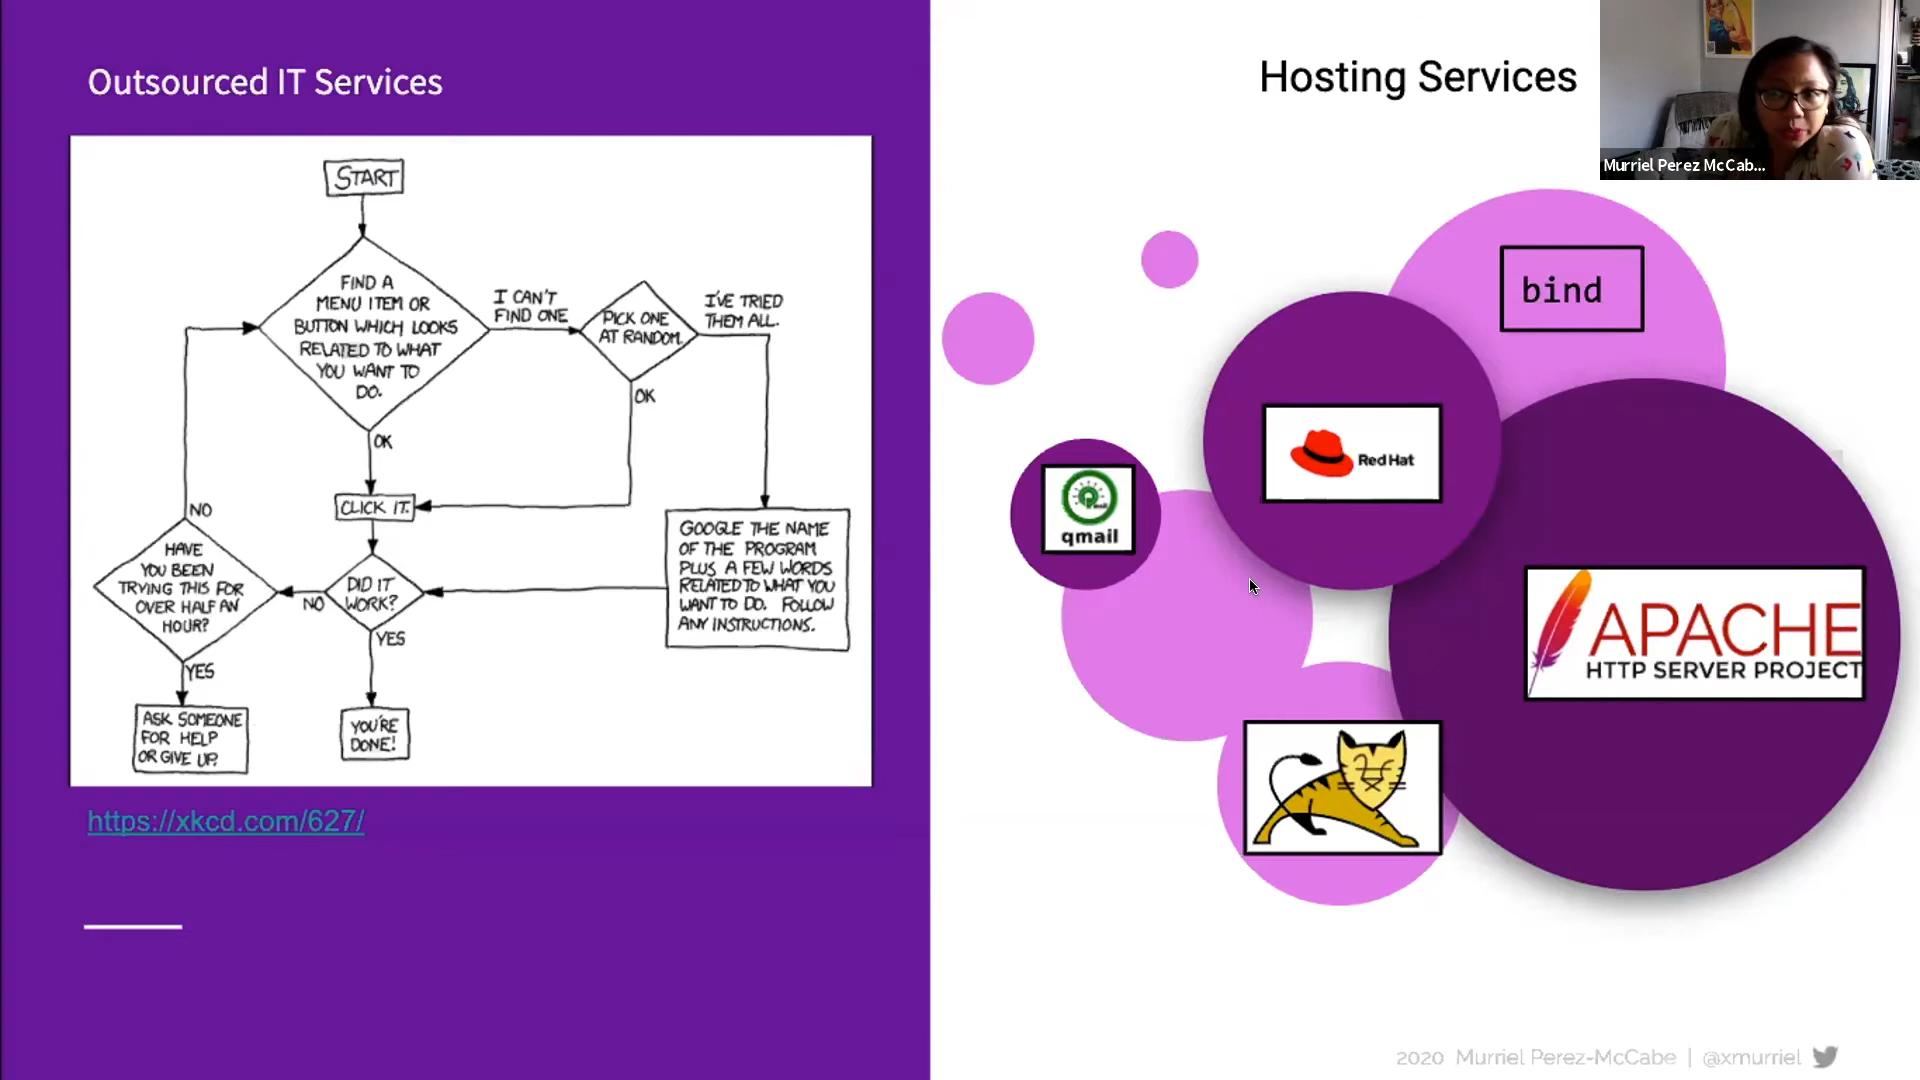 Outsourced IT Services
START
FIND A
MENU ITEM OR
BUTTON WHICH LOOKS
RELATED TO WHAT
YOU WANT TO
DO.
I CAN'T
FIND ONE
PICK ONE
AT RANDOM.
I'VE TRIED
THEM ALL.
OK
OK
CLICK IT.
NO
HAVE
YOU BEEN
TRYING THIS FOR
OVER HALF AN
HOUR?
NO
DID IT
WORK?
GOOGLE THE NAME
OF THE PROGRAM
PLUS A FEW WORDS
RELATED TO WHAT YOU
WANT TO DO. FOLLOW
ANY INSTRUCTIONS.
YES
YES
ASK SOMEONE
FOR HELP
OR GIVE UP.
YOU'RE
DONE!
https://xkcd.com/627/
Hosting Services
Murriel Perez McCab...
bind
Red Hat
qmail
APACHE
HTTP SERVER PROJECT
2020 Murriel Perez-McCabe | @xmurriel